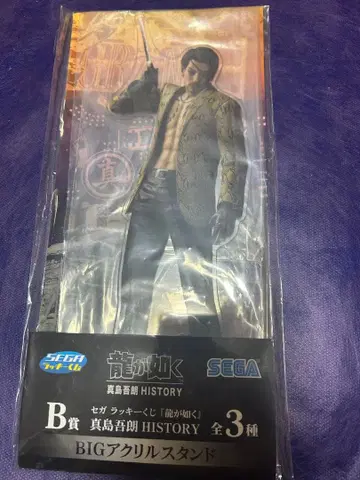 真
SEGA
ラッキーくじ
龍が如く
真島吾朗 HISTORY
SEGA
B賞
セガ ラッキーくじ「龍が如く」
真島吾朗 HISTORY
全3種
BIGアクリルスタンド